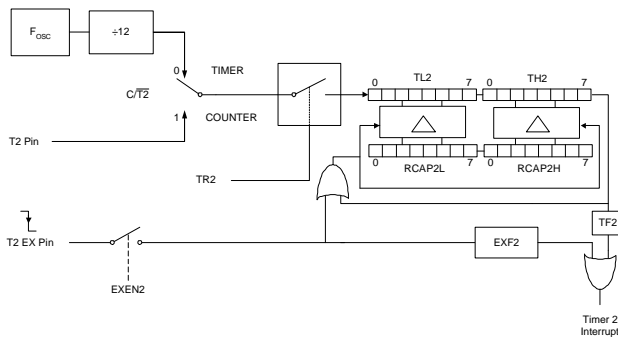 FOSC
÷12
0 TIMER
C/T2
1 COUNTER
T2 Pin
TR2
0 TL2 7
0 TH2 7
0 RCAP2L 7
0 RCAP2H 7
TF2
T2 EX Pin
EXEN2
EXF2
Timer 2
Interrupt